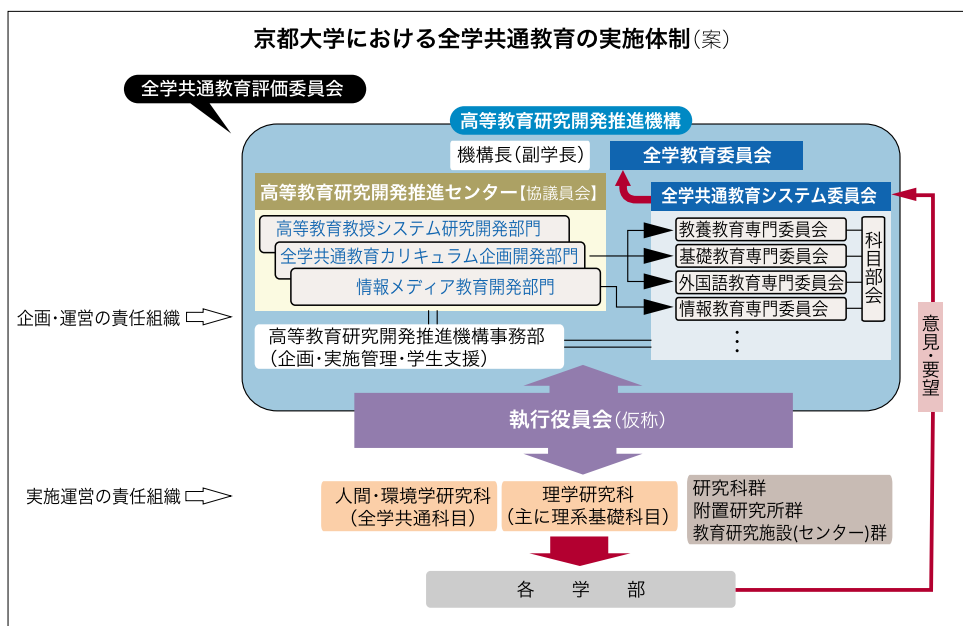 京都大学における全学共通教育の実施体制(案)
全学共通教育評価委員会
高等教育研究開発推進機構
機構長(副学長)
全学教育委員会
高等教育研究開発推進センター【協議員会】
全学共通教育システム委員会
高等教育教授システム研究開発部門
全学共通教育カリキュラム企画開発部門
情報メディア教育開発部門
教養教育専門委員会
基礎教育専門委員会
外国語教育専門委員会
情報教育専門委員会
⋮
科目部会
企画・運営の責任組織
高等教育研究開発推進機構事務部
(企画・実施管理・学生支援)
意見・要望
執行役員会(仮称)
実施運営の責任組織
人間・環境学研究科
(全学共通科目)
理学研究科
(主に理系基礎科目)
研究科群
附置研究所群
教育研究施設(センター)群
各 学 部